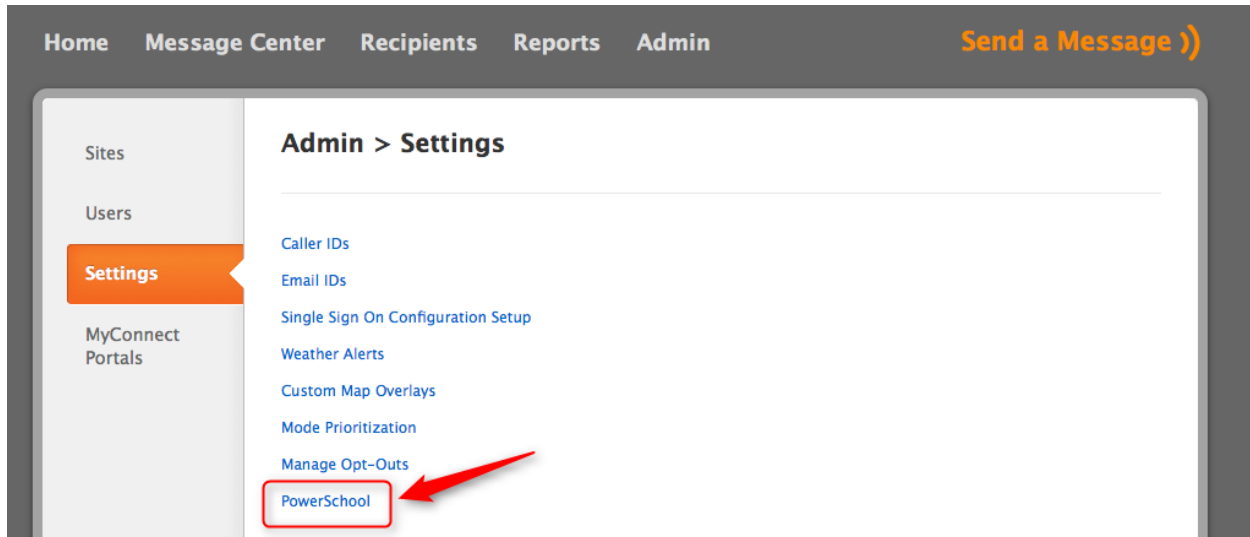 Home Message Center Recipients Reports Admin Send a Message ))
Sites
Users
Settings
MyConnect
Portals
Admin > Settings
Caller IDs
Email IDs
Single Sign On Configuration Setup
Weather Alerts
Custom Map Overlays
Mode Prioritization
Manage Opt-Outs
PowerSchool